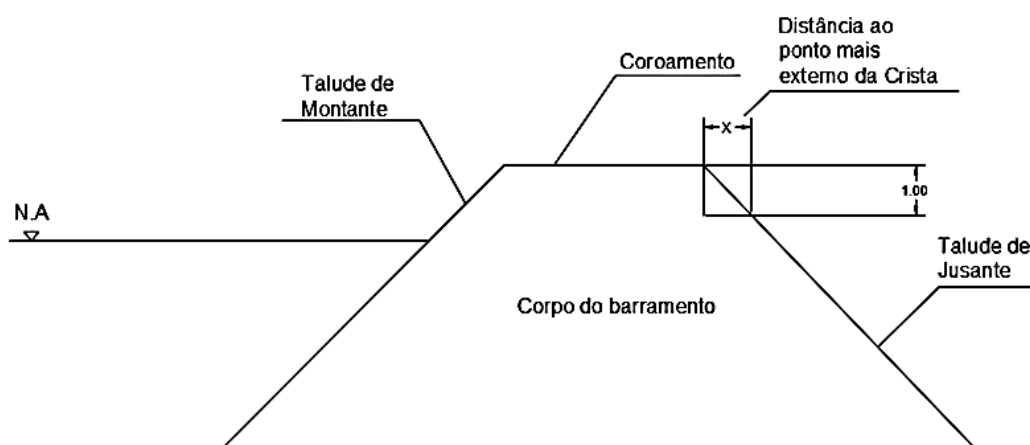 Distância ao
ponto mais
externo da Crista
Coroamento
Talude de
Montante
X
1.00
N.A
Talude de
Jusante
Corpo do barramento